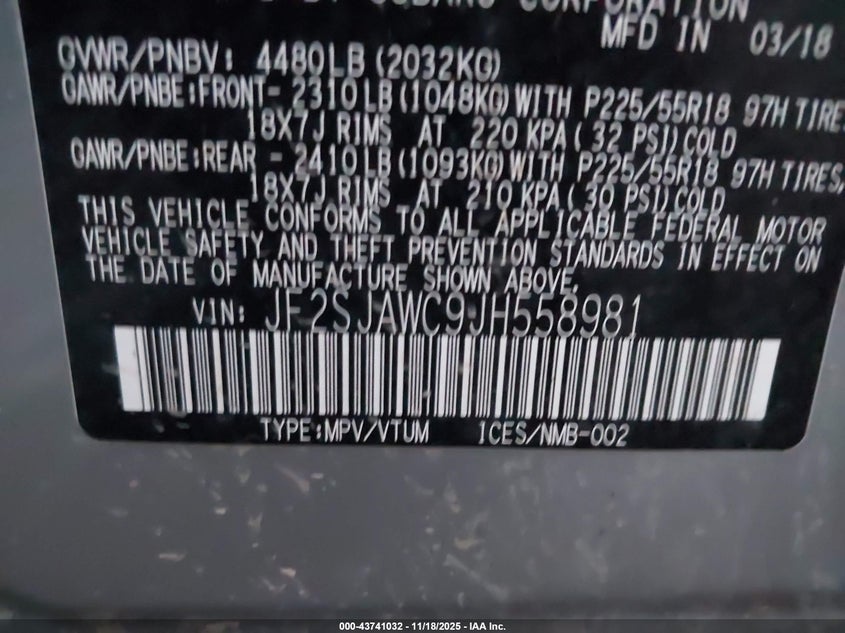 CORPORATION
MFD IN 03/18
GVWR/PNBV: 4480LB (2032KG)
GAWR/PNBE:FRONT- 2310LB(1048KG)WITH P225/55R18 97H TIRES
18X7J RIMS AT 220 KPA( 32 PSI)COLD
GAWR/PNBE:REAR - 2410LB(1093KG)WITH P225/55R18 97H TIRES,
18X7J RIMS AT 210 KPA( 30 PSI)COLD
THIS VEHICLE CONFORMS TO ALL APPLICABLE FEDERAL MOTOR
VEHICLE SAFETY AND THEFT PREVENTION STANDARDS IN EFFECT ON
THE DATE OF MANUFACTURE SHOWN ABOVE.
VIN: JF2SJAWC9JH558981
TYPE:MPV/VTUM ICES/NMB-002
000-43741032 - 11/18/2025 - IAA Inc.